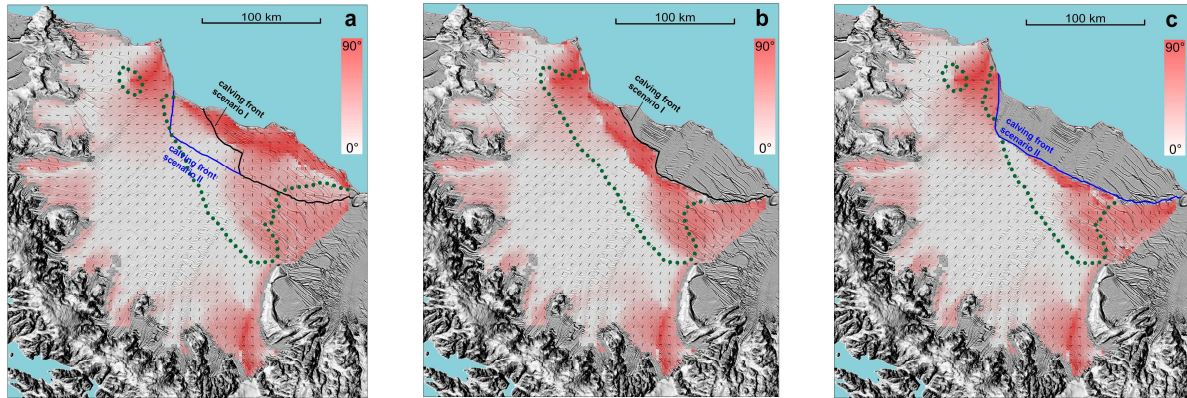 100 km
a
90°
calving front
scenario I
0°
calving front
scenario II
100 km
b
90°
calving front
scenario I
0°
100 km
c
90°
calving front
scenario II
0°